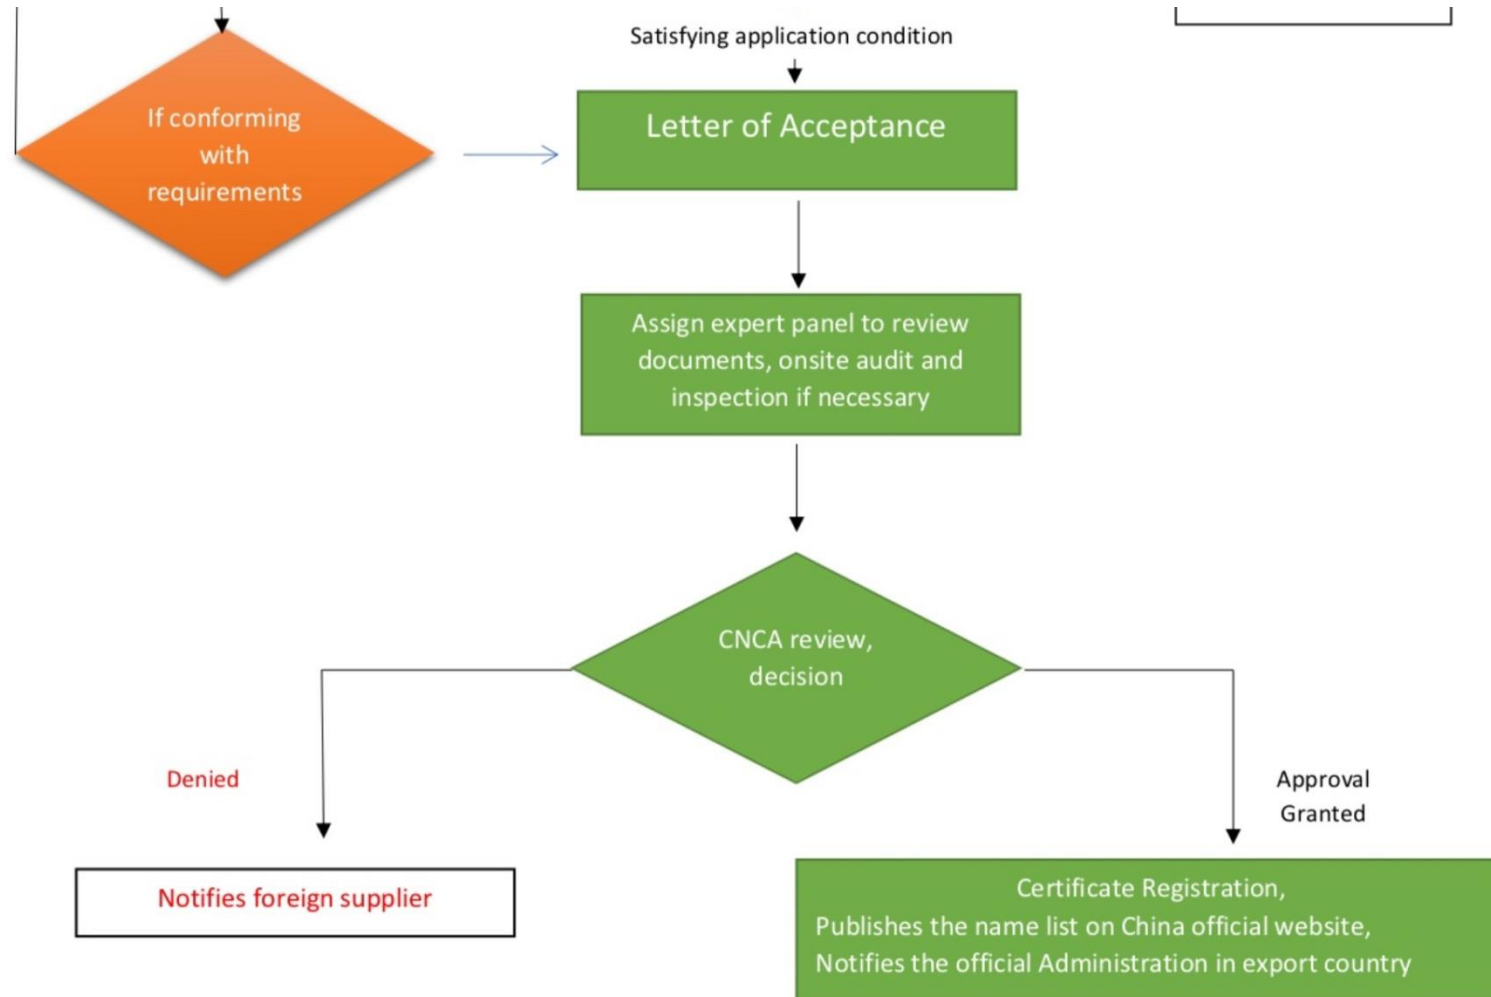 Satisfying application condition
If conforming
with
requirements
Letter of Acceptance
Assign expert panel to review
documents, onsite audit and
inspection if necessary
CNCA review,
decision
Denied
Approval
Granted
Notifies foreign supplier
Certificate Registration,
Publishes the name list on China official website,
Notifies the official Administration in export country